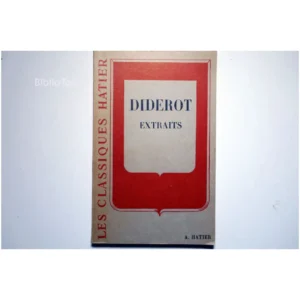 LES CLASSIQUES HATIER
DIDEROT
EXTRAITS
A. HATIER